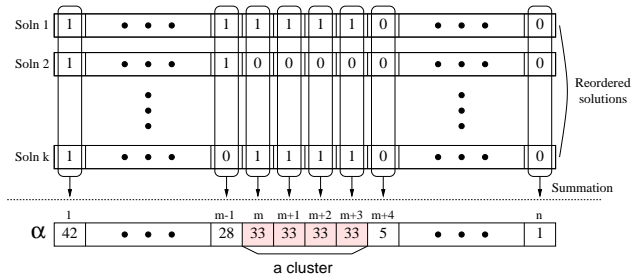 Soln 1 1 • • • 1 1 1 1 1 0 • • • 0
Soln 2 1 • • • 1 0 0 0 0 0 • • • 0
Reordered
solutions
Soln k 1 • • • 0 1 1 1 1 0 • • • 0
Summation
1 m-1 m m+1 m+2 m+3 m+4 n
α 42 • • • 28 33 33 33 33 5 • • • 1
a cluster